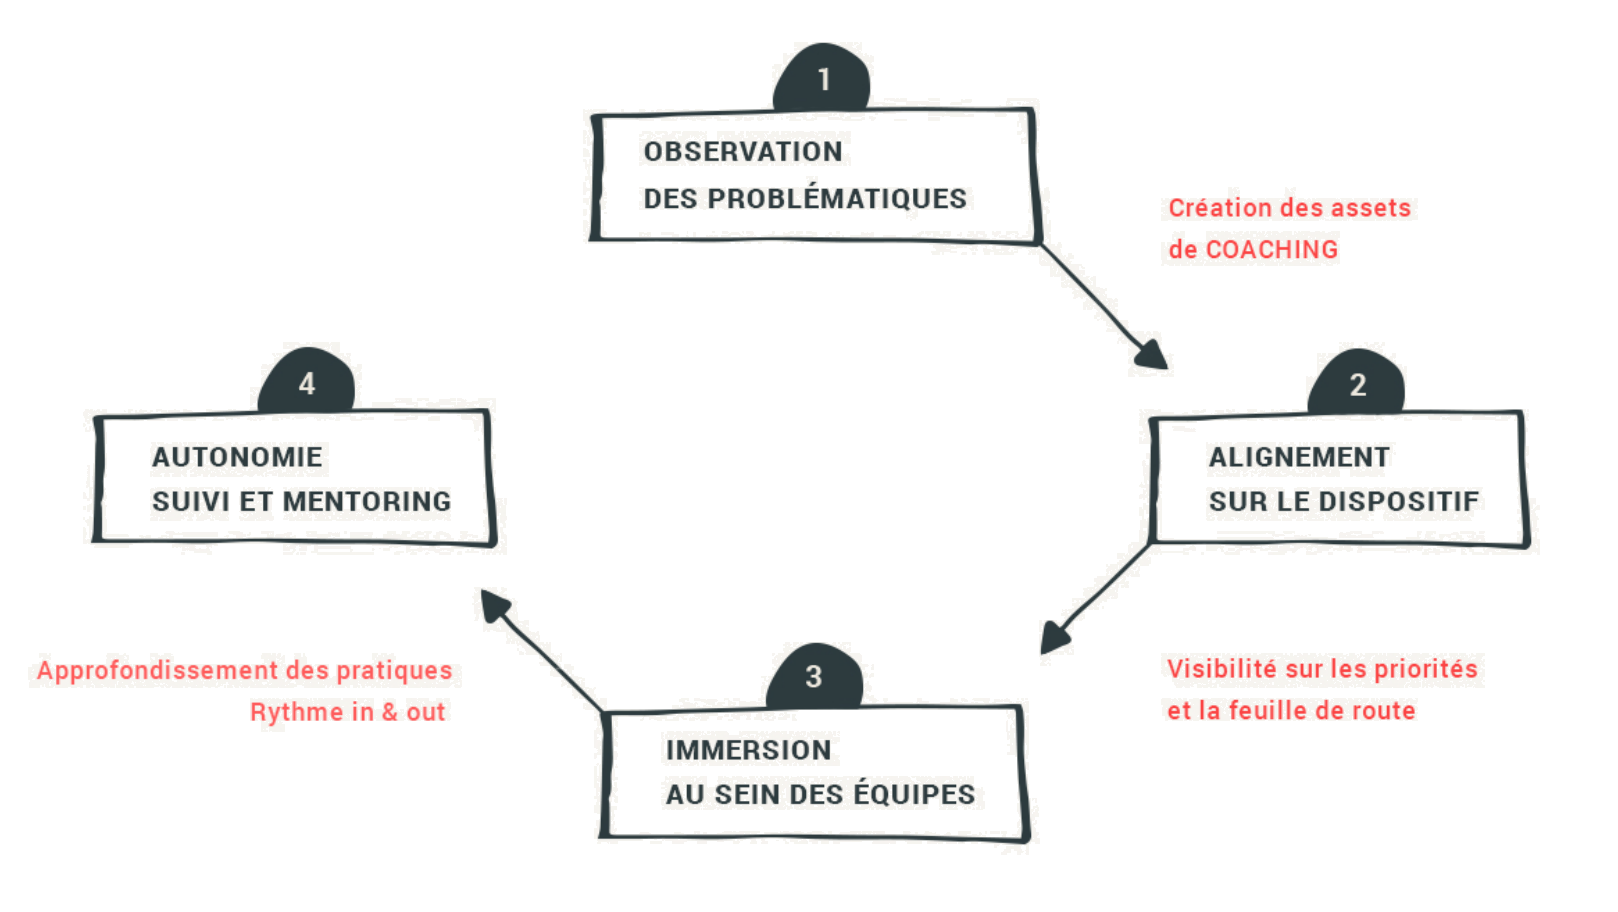 1
OBSERVATION
DES PROBLÉMATIQUES
Création des assets
de COACHING
2
ALIGNEMENT
SUR LE DISPOSITIF
Visibilité sur les priorités
et la feuille de route
3
IMMERSION
AU SEIN DES ÉQUIPES
Approfondissement des pratiques
Rythme in & out
4
AUTONOMIE
SUIVI ET MENTORING